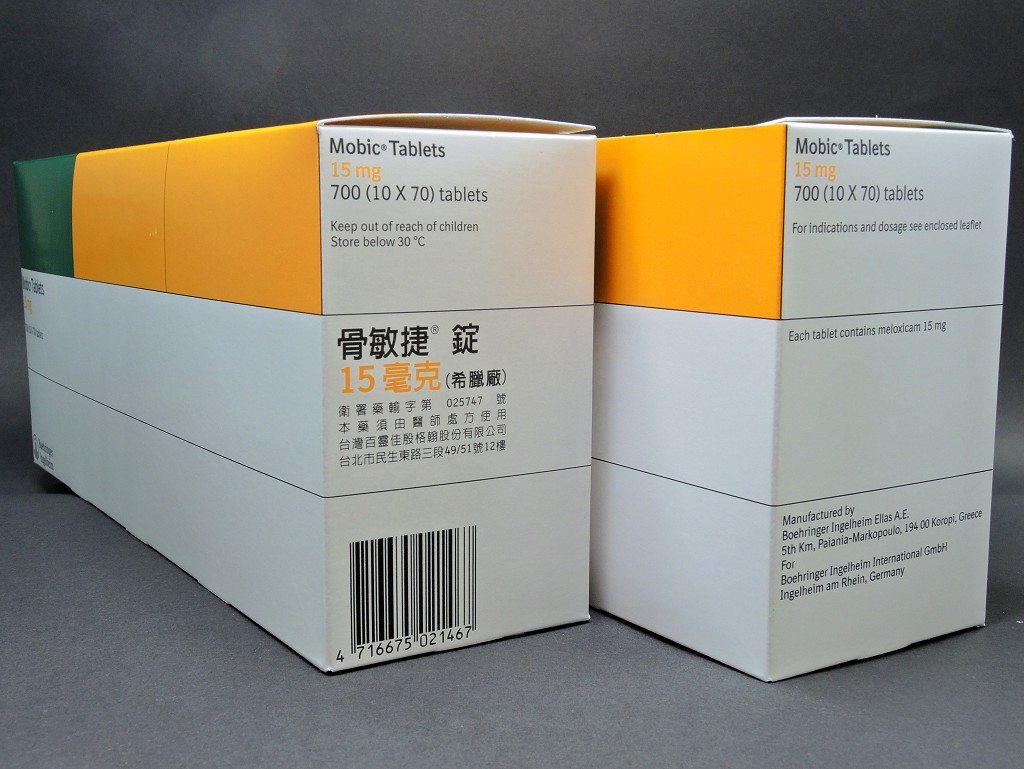 Mobic® Tablets
15 mg
700 (10 X 70) tablets
Keep out of reach of children
Store below 30 °C
骨敏捷® 錠
15 毫克 (希臘廠)
衛署藥輸字第 025747 號
本藥須由醫師處方使用
台灣百靈佳殷格翰股份有限公司
台北市民生東路三段49/51號12樓
4 716675 021467
Mobic® Tablets
15 mg
Boehringer
Ingelheim
Mobic® Tablets
15 mg
700 (10 X 70) tablets
For indications and dosage see enclosed leaflet
Each tablet contains meloxicam 15 mg
Manufactured by
Boehringer Ingelheim Ellas A.E.
5th Km, Paiania-Markopoulo, 194 00 Koropi, Greece
For
Boehringer Ingelheim International GmbH
Ingelheim am Rhein, Germany